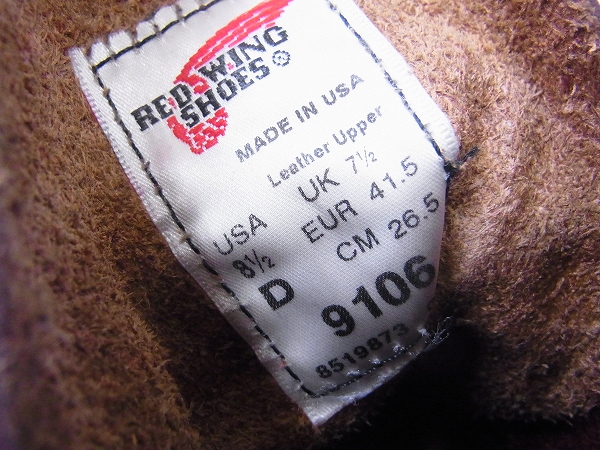 RED WING
SHOES®
MADE IN USA
Leather Upper
USA UK 7½
8½ EUR 41.5
D CM 26.5
9106
8519873